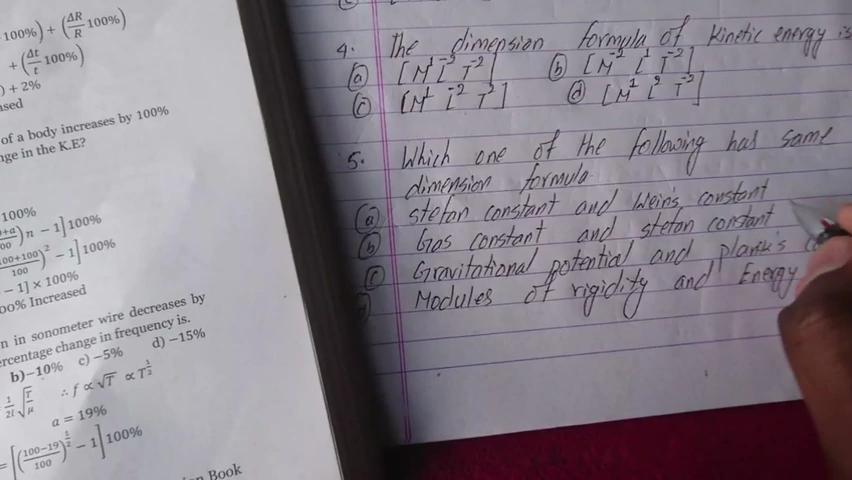 100%) + (ΔR/R 100%)
+ (Δt/t 100%)
) + 2%
of a body increases by 100%
nge in the K.E?
100%
)n − 1]100%
100+100/100)² − 1]100%
− 1] × 100%
00% Increased
n in sonometer wire decreases by
ercentage change in frequency is.
b)−10% c) −5% d) −15%
1/2l √T/μ ∴ f ∝ √T ∝ T^1/2
a = 19%
= [(100−19/100)^1/2 − 1]100%
Book
4. The dimension formula of kinetic energy is
(a) [M¹ L⁻² T⁻²] (b) [M⁻² L¹ T⁻²]
(c) [M¹ L⁻² T²] (d) [M¹ L² T⁻²]
5. Which one of the following has same
dimension formula.
(a) stefan constant and Wein's constant
(b) Gas constant and stefan constant
(c) Gravitational potential and plank's
Modules of rigidity and Energy